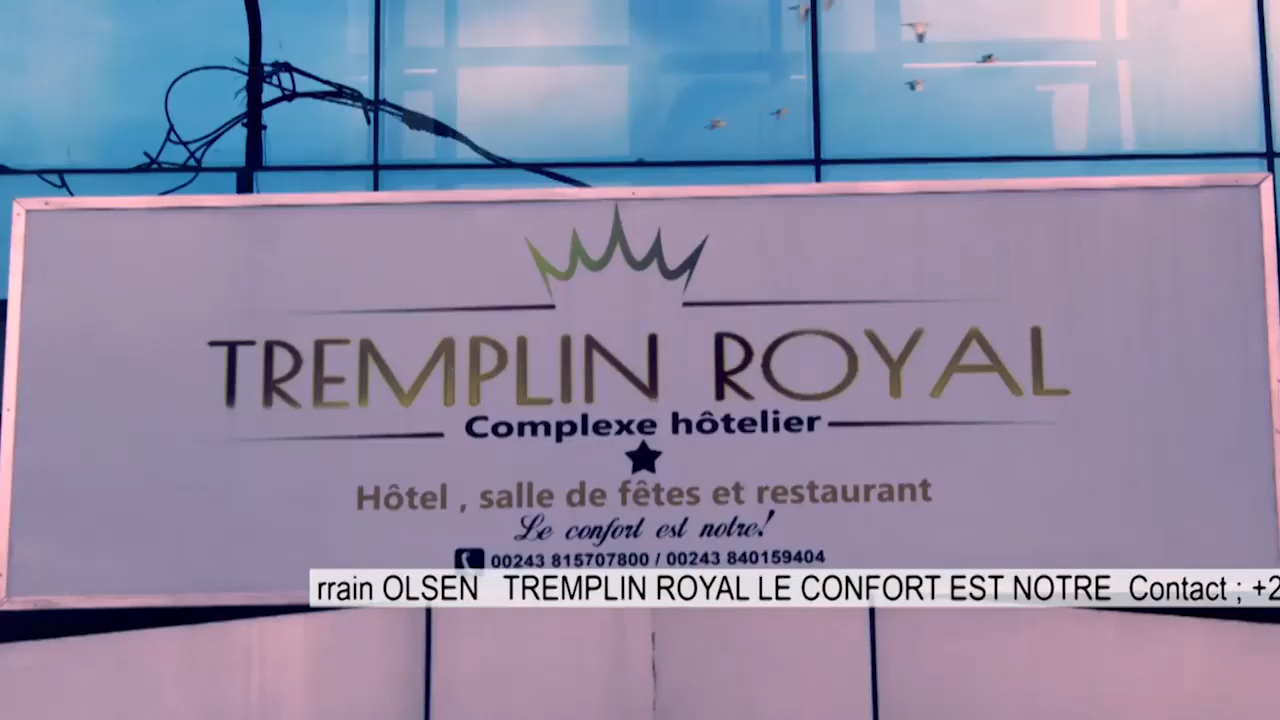 TREMPLIN ROYAL
Complexe hôtelier
Hôtel , salle de fêtes et restaurant
Le confort est notre!
00243 815707800 / 00243 840159404
rrain OLSEN TREMPLIN ROYAL LE CONFORT EST NOTRE Contact ; +2